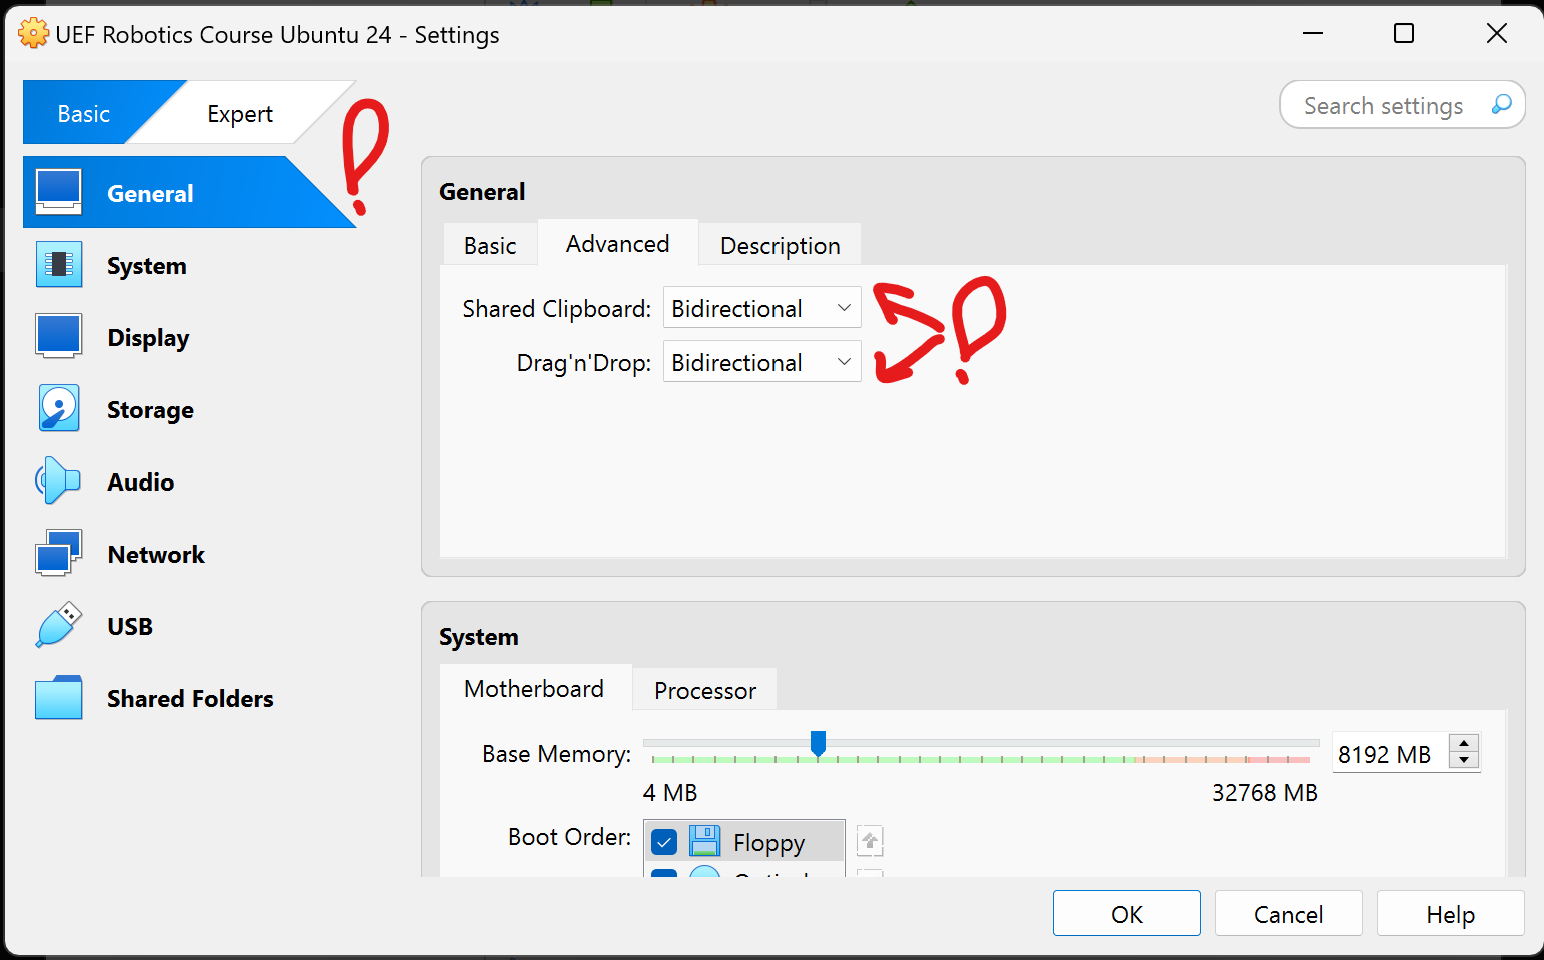 UEF Robotics Course Ubuntu 24 - Settings
Basic Expert
Search settings
General
System
Display
Storage
Audio
Network
USB
Shared Folders
General
Basic Advanced Description
Shared Clipboard: Bidirectional
Drag'n'Drop: Bidirectional
System
Motherboard Processor
Base Memory: 8192 MB
4 MB 32768 MB
Boot Order: Floppy
OK Cancel Help